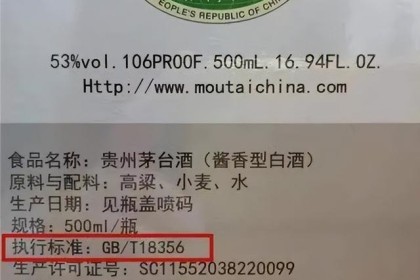 PEOPLE'S REPUBLIC OF CHINA
53%vol.106PROOF.500mL.16.94FL.OZ.
Http://www.moutaichina.com
食品名称：贵州茅台酒（酱香型白酒）
原料与配料：高粱、小麦、水
生产日期：见瓶盖喷码
规格：500ml/瓶
执行标准：GB/T18356
生产许可证号：SC11552038220099